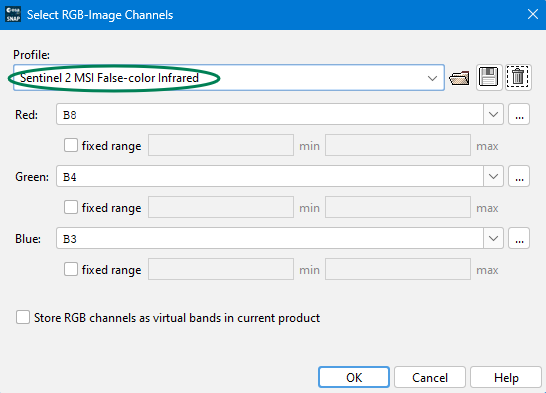 esa
SNAP
Select RGB-Image Channels
Profile:
Sentinel 2 MSI False-color Infrared
Red:
B8
...
fixed range
min
max
Green:
B4
...
fixed range
min
max
Blue:
B3
...
fixed range
min
max
Store RGB channels as virtual bands in current product
OK
Cancel
Help